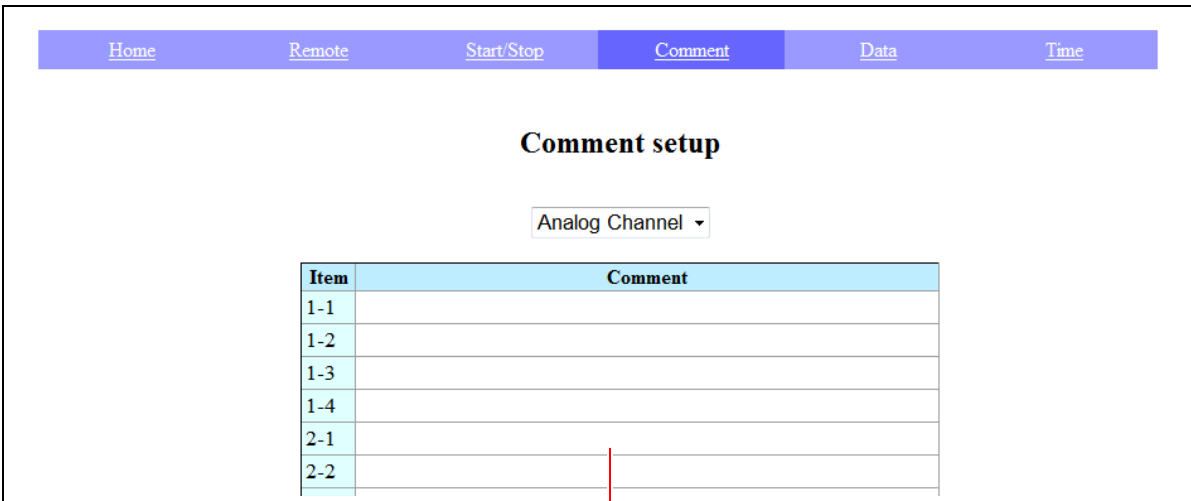 Home Remote Start/Stop Comment Data Time
Comment setup
Analog Channel
Item Comment
1-1
1-2
1-3
1-4
2-1
2-2